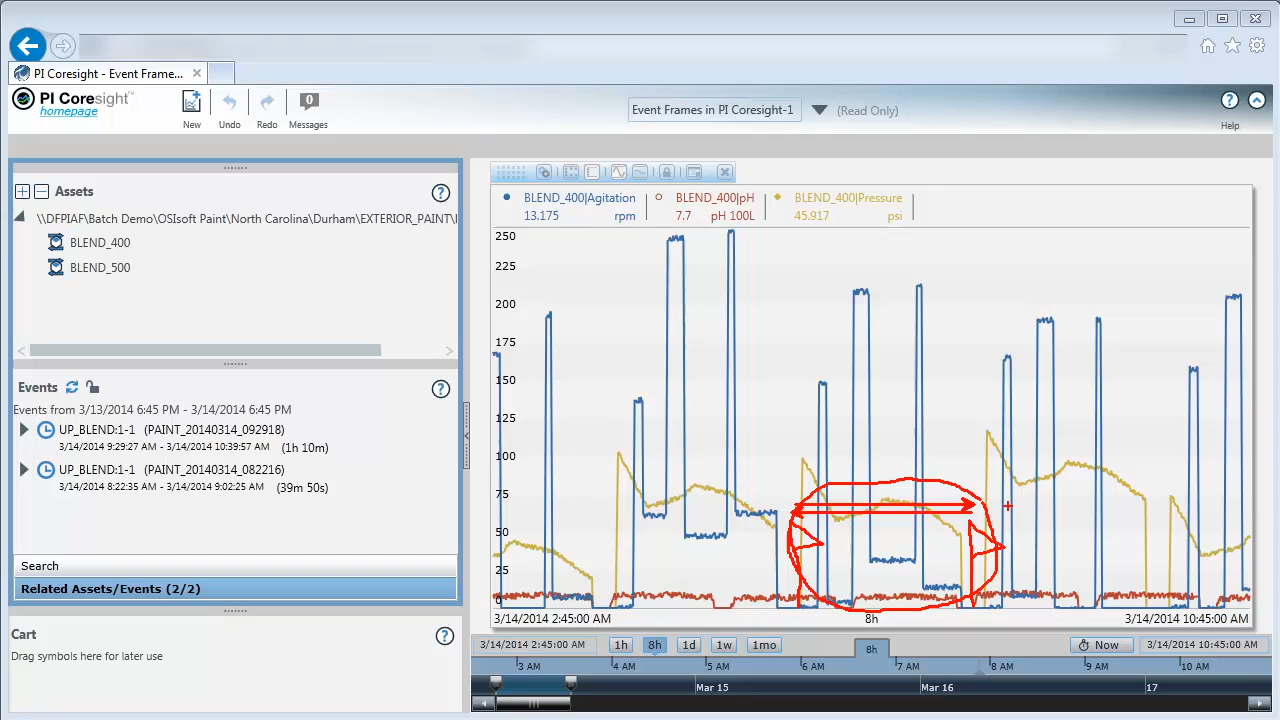 PI Coresight - Event Frame...
PI Coresight™
homepage
New
Undo
Redo
0
Messages
Event Frames in PI Coresight-1
(Read Only)
Help
Assets
\\DFPIAF\Batch Demo\OSIsoft Paint\North Carolina\Durham\EXTERIOR_PAINT\
BLEND_400
BLEND_500
Events
Events from 3/13/2014 6:45 PM - 3/14/2014 6:45 PM
UP_BLEND:1-1 (PAINT_20140314_092918)
3/14/2014 9:29:27 AM - 3/14/2014 10:39:57 AM (1h 10m)
UP_BLEND:1-1 (PAINT_20140314_082216)
3/14/2014 8:22:35 AM - 3/14/2014 9:02:25 AM (39m 50s)
Search
Related Assets/Events (2/2)
Cart
Drag symbols here for later use
BLEND_400|Agitation
13.175 rpm
BLEND_400|pH
7.7 pH 100L
BLEND_400|Pressure
45.917 psi
250
225
200
175
150
125
100
75
50
25
0
3/14/2014 2:45:00 AM 8h 3/14/2014 10:45:00 AM
3/14/2014 2:45:00 AM 1h 8h 1d 1w 1mo 8h Now 3/14/2014 10:45:00 AM
3 AM 4 AM 5 AM 6 AM 7 AM 8 AM 9 AM 10 AM
Mar 15 Mar 16 17